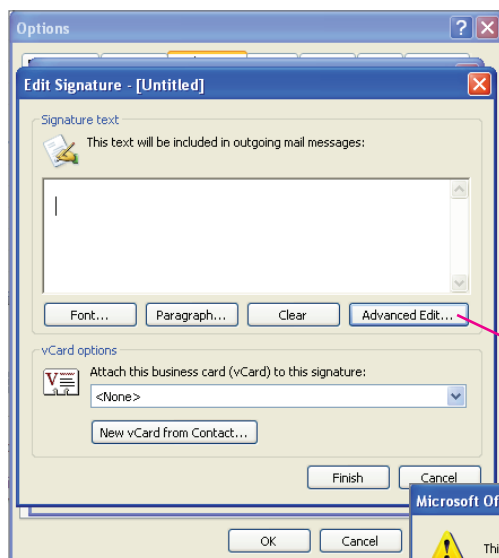 Options
Edit Signature - [Untitled]
Signature text
This text will be included in outgoing mail messages:
Font...
Paragraph...
Clear
Advanced Edit...
vCard options
Attach this business card (vCard) to this signature:
<None>
New vCard from Contact...
Finish
Cancel
Microsoft Of
Thi
OK
Cancel